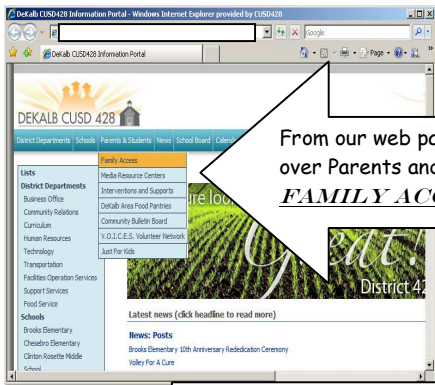 DeKalb CUSD428 Information Portal - Windows Internet Explorer provided by CUSD428
Google
DeKalb CUSD428 Information Portal
Page
DEKALB CUSD 428
District Departments Schools Parents & Students News School Board
Family Access
Media Resource Centers
Interventions and Supports
DeKalb Area Food Pantries
Community Bulletin Board
V.O.I.C.E.S. Volunteer Network
Just For Kids
Lists
District Departments
Business Office
Community Relations
Curriculum
Human Resources
Technology
Transportation
Facilities Operation Services
Support Services
Food Service
Schools
Brooks Elementary
Chesebro Elementary
Clinton Rosette Middle
School
From our web pa
over Parents and
FAMILY ACC
District 42
Latest news (click headline to read more)
News: Posts
Brooks Elementary 10th Anniversary Rededication Ceremony
Volley For A Cure